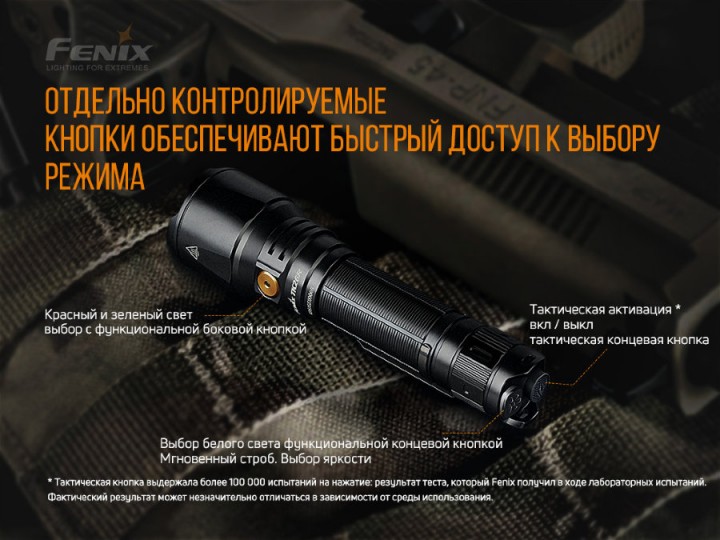 FENIX
LIGHTING FOR EXTREMES
ОТДЕЛЬНО КОНТРОЛИРУЕМЫЕ
КНОПКИ ОБЕСПЕЧИВАЮТ БЫСТРЫЙ ДОСТУП К ВЫБОРУ
РЕЖИМА
PMP-45
Красный и зеленый свет
выбор с функциональной боковой кнопкой
Тактическая активация *
вкл / выкл
тактическая концевая кнопка
Выбор белого света функциональной концевой кнопкой
Мгновенный строб. Выбор яркости
* Тактическая кнопка выдержала более 100 000 испытаний на нажатие: результат теста, который Fenix получил в ходе лабораторных испытаний.
Фактический результат может незначительно отличаться в зависимости от среды использования.